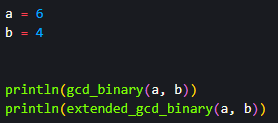 a = 6
b = 4
println(gcd_binary(a, b))
println(extended_gcd_binary(a, b))